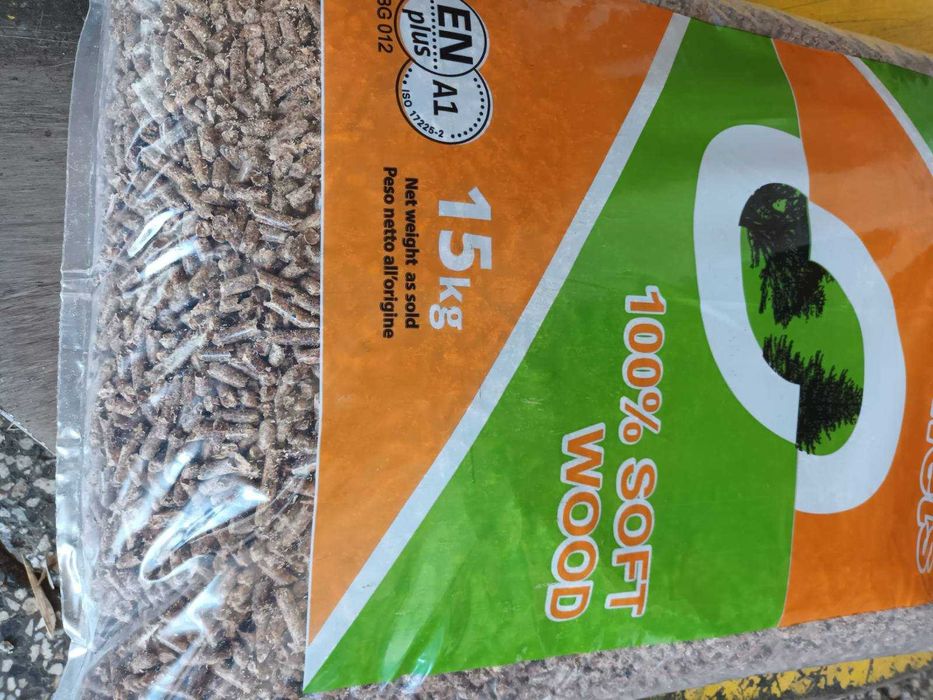 EN
plus
A1
ISO 17225-2
BG 012
15kg
Net weight as sold
Peso netto all'origine
100% SOFT
WOOD